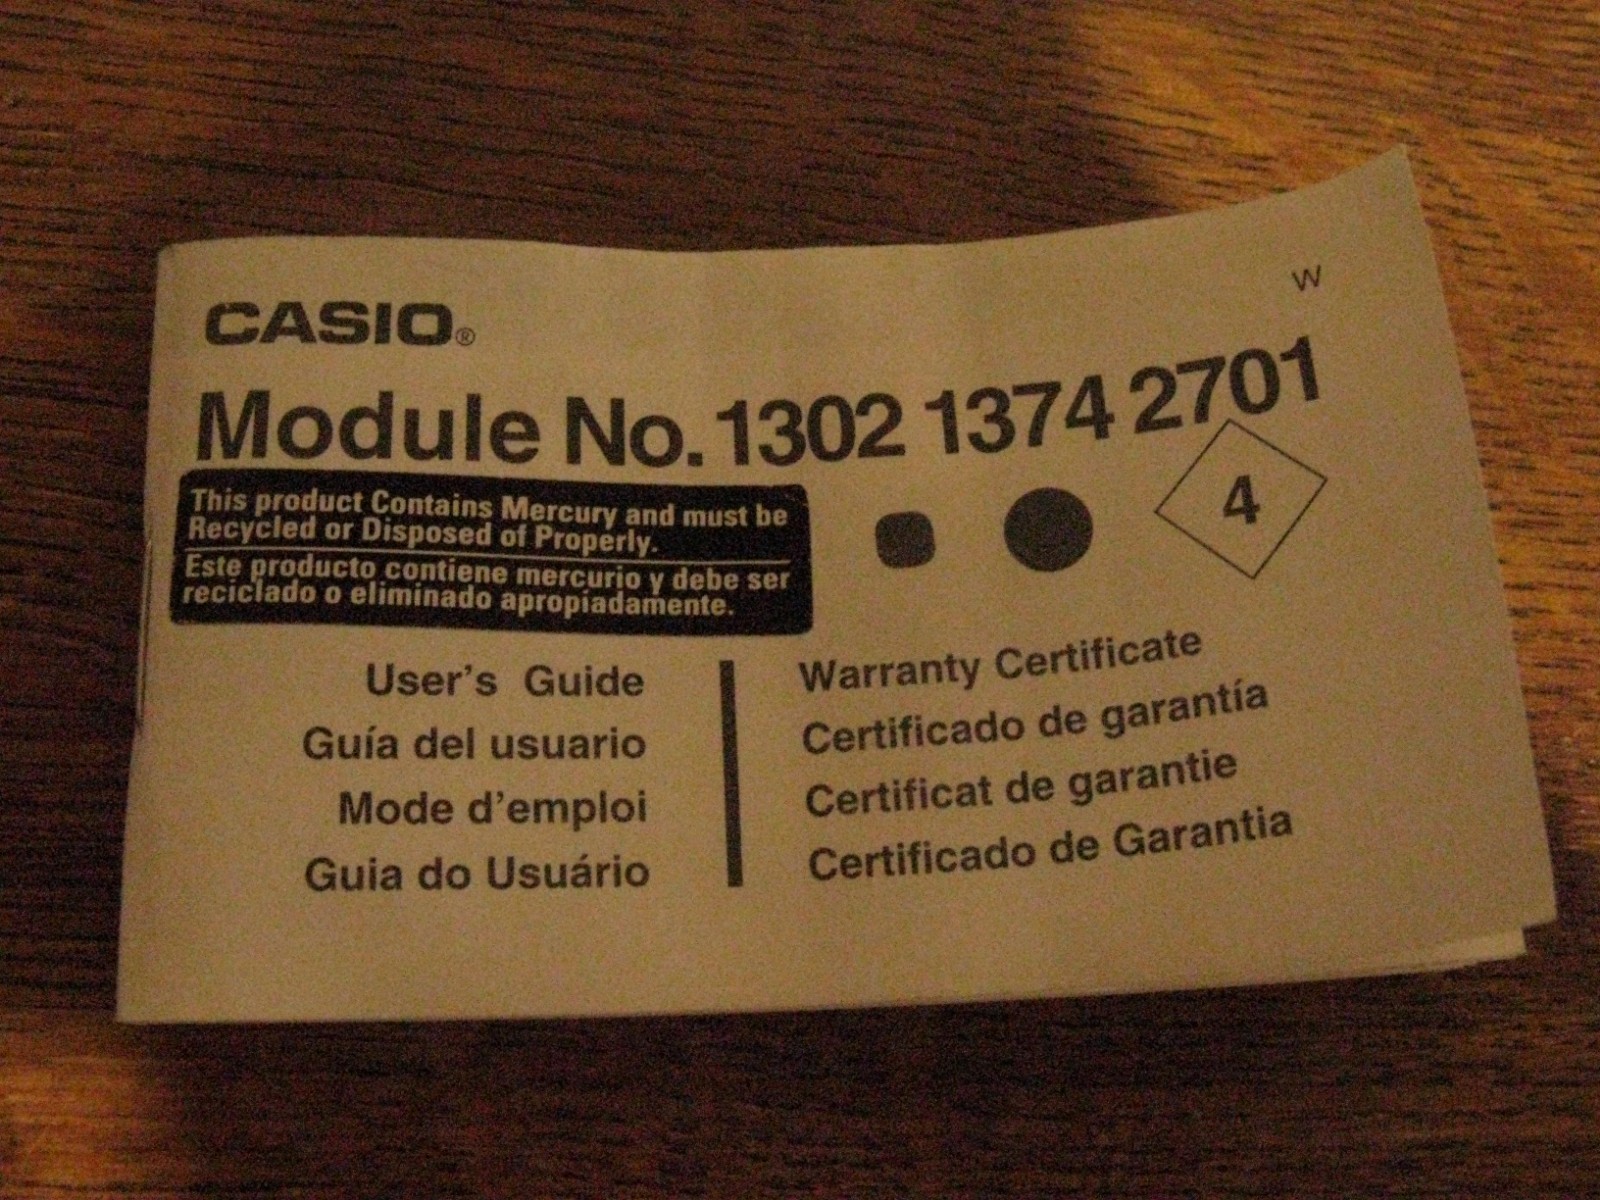 CASIO®
W
Module No. 1302 1374 2701
This product Contains Mercury and must be
Recycled or Disposed of Properly.
Este producto contiene mercurio y debe ser
reciclado o eliminado apropiadamente.
4
User's Guide
Guía del usuario
Mode d'emploi
Guia do Usuário
Warranty Certificate
Certificado de garantía
Certificat de garantie
Certificado de Garantia